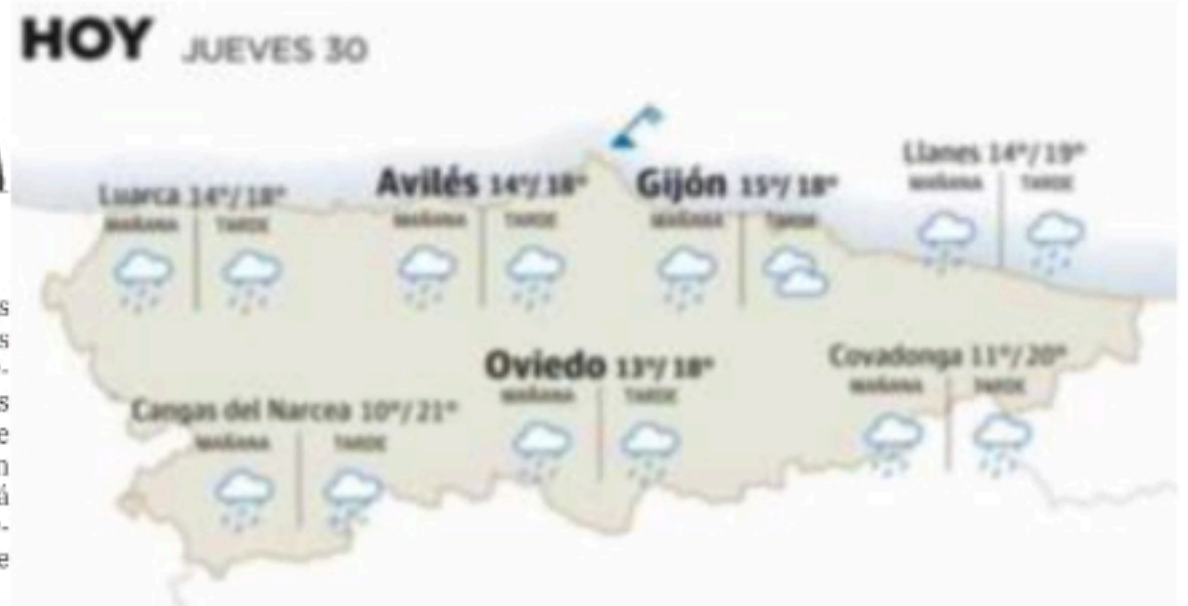 HOY JUEVES 30
Llanes 14°/19°
MAÑANA TARDE
Luarca 14°/18°
MAÑANA TARDE
Avilés 14°/18°
MAÑANA TARDE
Gijón 15°/18°
MAÑANA TARDE
Oviedo 13°/18°
MAÑANA TARDE
Covadonga 11°/20°
MAÑANA TARDE
Cangas del Narcea 10°/21°
MAÑANA TARDE